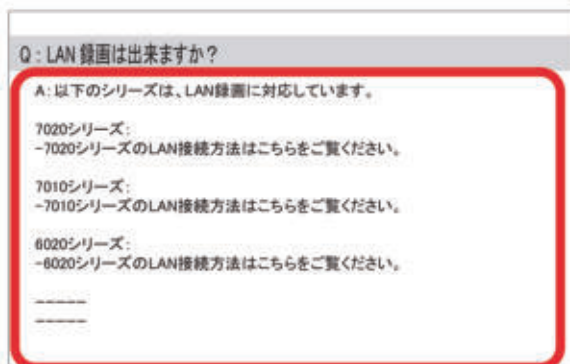 Q：LAN 録画は出来ますか？
A：以下のシリーズは、LAN録画に対応しています。
7020シリーズ：
-7020シリーズのLAN接続方法はこちらをご覧ください。
7010シリーズ：
-7010シリーズのLAN接続方法はこちらをご覧ください。
6020シリーズ：
-6020シリーズのLAN接続方法はこちらをご覧ください。
-----
-----